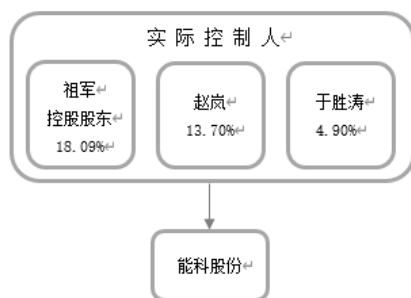 实 际 控 制 人
祖军
控股股东
18.09%
赵岚
13.70%
于胜涛
4.90%
能科股份